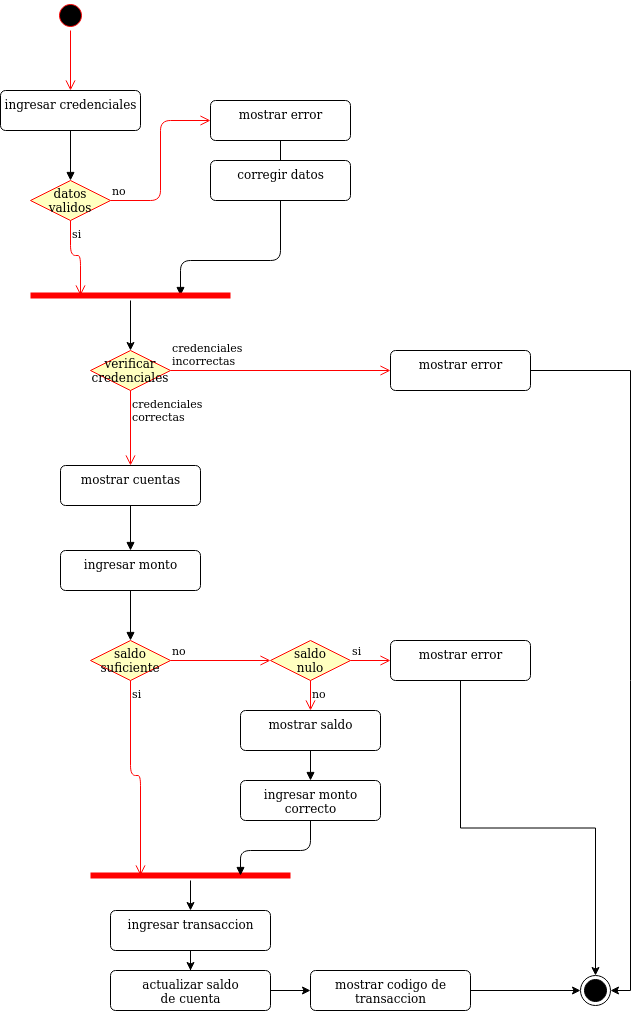 ingresar credenciales
mostrar error
corregir datos
datos
validos
no
si
verificar
credenciales
credenciales
incorrectas
mostrar error
credenciales
correctas
mostrar cuentas
ingresar monto
saldo
suficiente
no
saldo
nulo
si
mostrar error
si
no
mostrar saldo
ingresar monto
correcto
ingresar transaccion
actualizar saldo
de cuenta
mostrar codigo de
transaccion